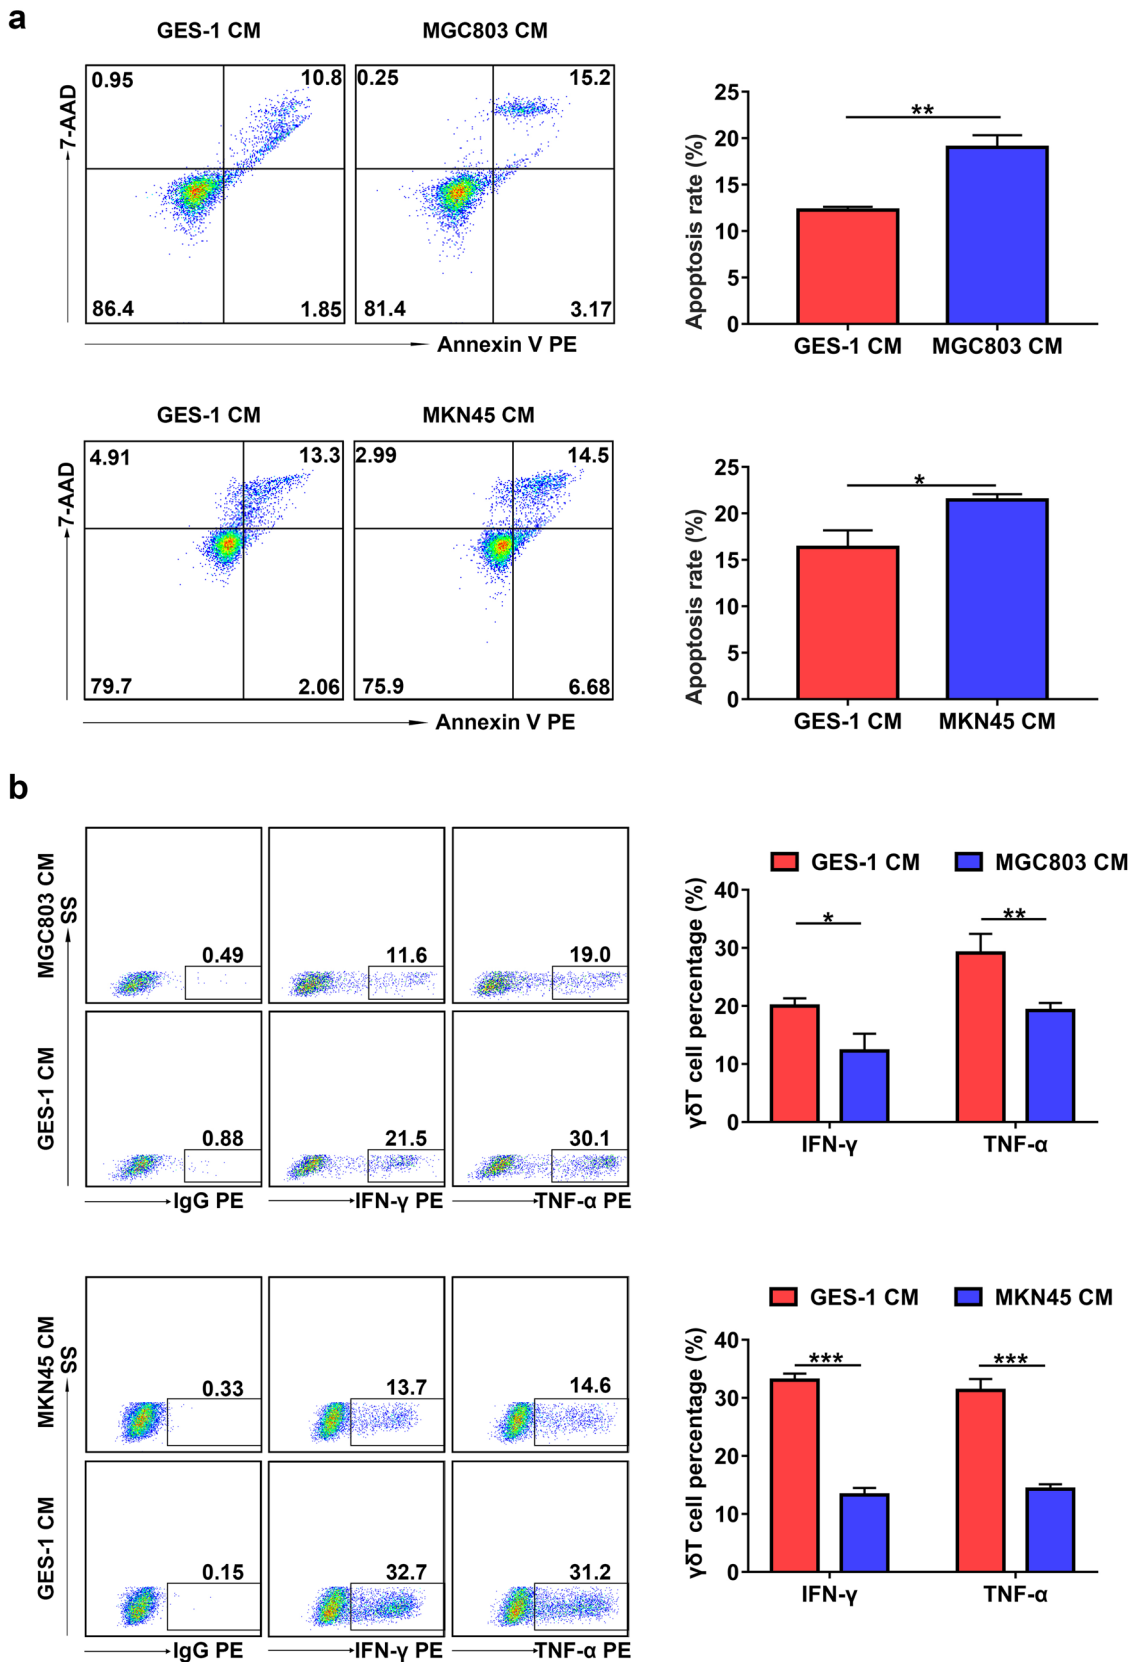 a
GES-1 CM
MGC803 CM
7-AAD
0.95
10.8
86.4
1.85
0.25
15.2
81.4
3.17
Annexin V PE
Apoptosis rate (%)
25
20
15
10
5
0
**
GES-1 CM
MGC803 CM
GES-1 CM
MKN45 CM
7-AAD
4.91
13.3
79.7
2.06
2.99
14.5
75.9
6.68
Annexin V PE
Apoptosis rate (%)
25
20
15
10
5
0
*
GES-1 CM
MKN45 CM
b
MGC803 CM
SS
0.49
11.6
19.0
GES-1 CM
0.88
21.5
30.1
IgG PE
IFN-γ PE
TNF-α PE
GES-1 CM
MGC803 CM
γδT cell percentage (%)
40
30
20
10
0
*
**
IFN-γ
TNF-α
MKN45 CM
SS
0.33
13.7
14.6
GES-1 CM
0.15
32.7
31.2
IgG PE
IFN-γ PE
TNF-α PE
GES-1 CM
MKN45 CM
γδT cell percentage (%)
40
30
20
10
0
***
***
IFN-γ
TNF-α